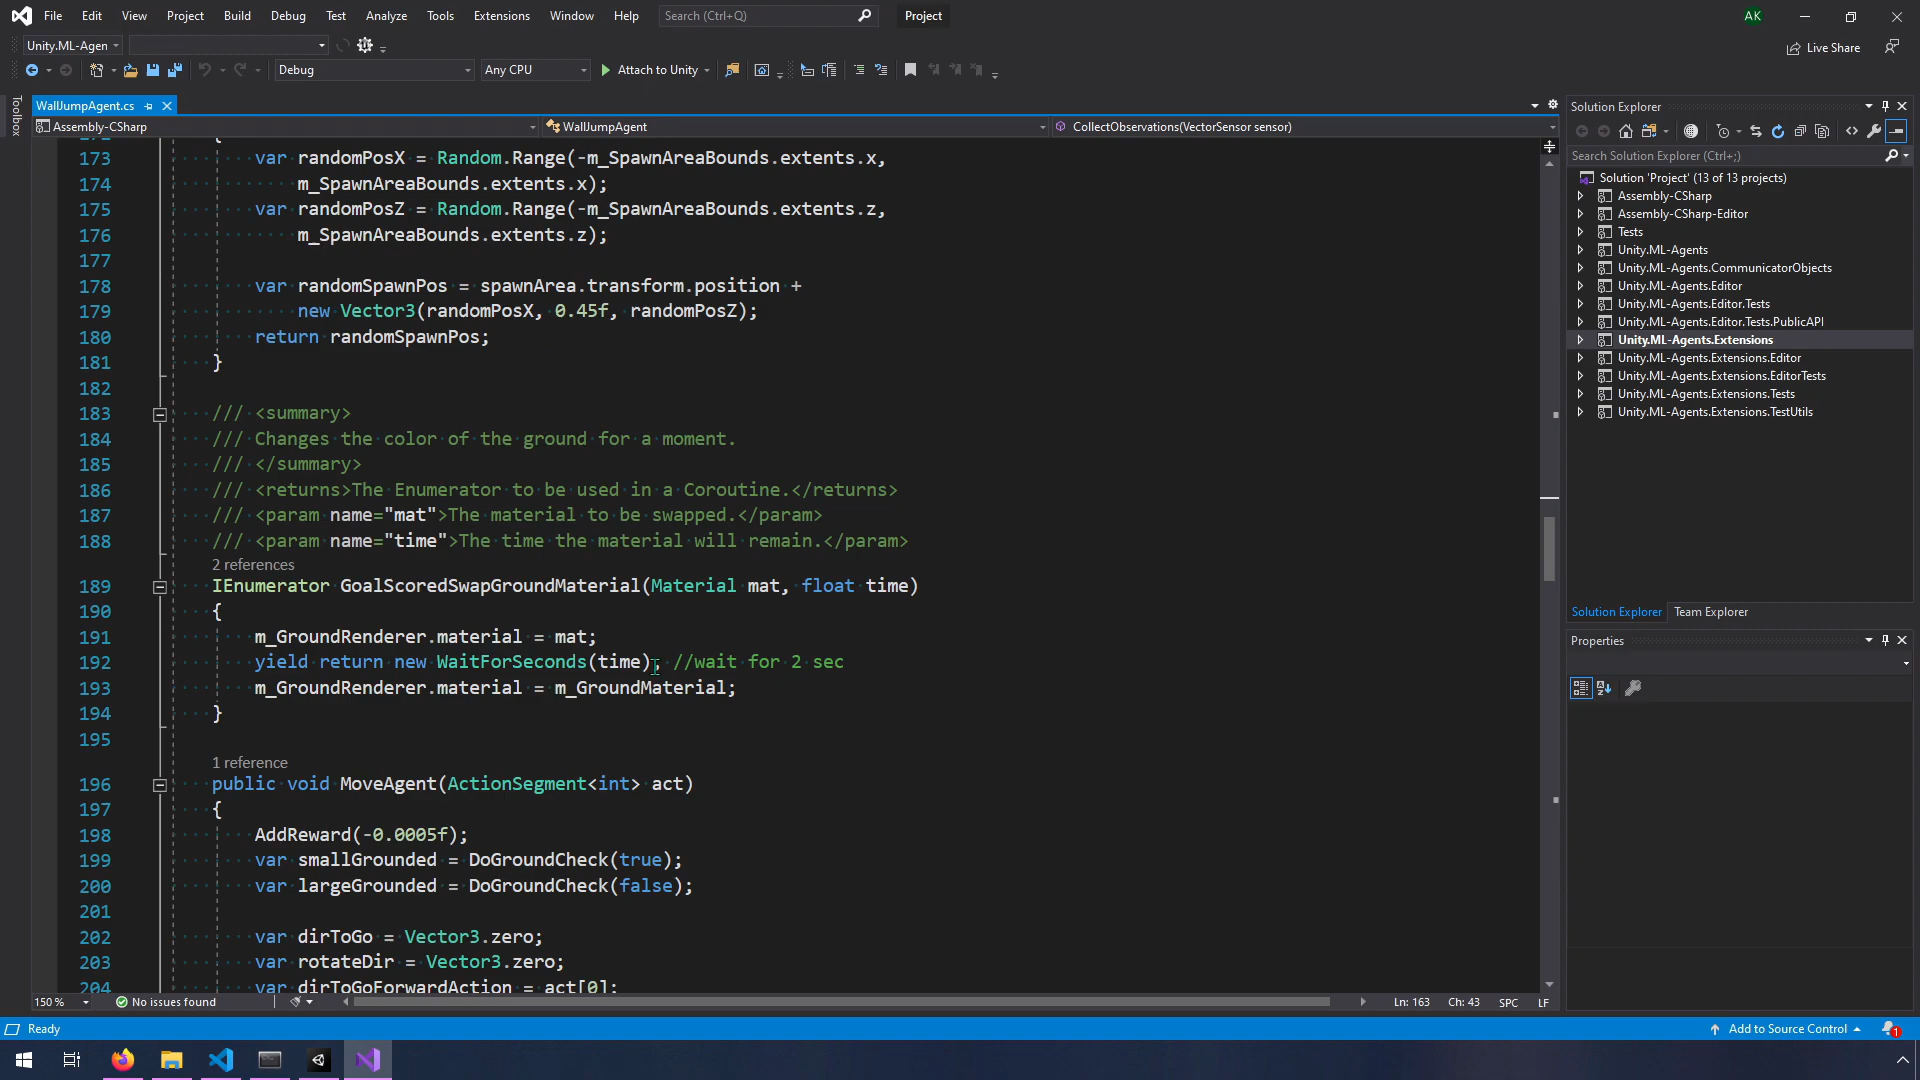 File Edit View Project Build Debug Test Analyze Tools Extensions Window Help Search (Ctrl+Q) Project AK
Unity.ML-Agen Live Share
Debug Any CPU Attach to Unity
Toolbox
WallJumpAgent.cs
Assembly-CSharp WallJumpAgent CollectObservations(VectorSensor sensor)
172 {
173 var randomPosX = Random.Range(-m_SpawnAreaBounds.extents.x,
174 m_SpawnAreaBounds.extents.x);
175 var randomPosZ = Random.Range(-m_SpawnAreaBounds.extents.z,
176 m_SpawnAreaBounds.extents.z);
177
178 var randomSpawnPos = spawnArea.transform.position +
179 new Vector3(randomPosX, 0.45f, randomPosZ);
180 return randomSpawnPos;
181 }
182
183 /// <summary>
184 /// Changes the color of the ground for a moment.
185 /// </summary>
186 /// <returns>The Enumerator to be used in a Coroutine.</returns>
187 /// <param name="mat">The material to be swapped.</param>
188 /// <param name="time">The time the material will remain.</param>
2 references
189 IEnumerator GoalScoredSwapGroundMaterial(Material mat, float time)
190 {
191 m_GroundRenderer.material = mat;
192 yield return new WaitForSeconds(time); //wait for 2 sec
193 m_GroundRenderer.material = m_GroundMaterial;
194 }
195
1 reference
196 public void MoveAgent(ActionSegment<int> act)
197 {
198 AddReward(-0.0005f);
199 var smallGrounded = DoGroundCheck(true);
200 var largeGrounded = DoGroundCheck(false);
201
202 var dirToGo = Vector3.zero;
203 var rotateDir = Vector3.zero;
204 var dirToGoForwardAction = act[0];
150 % No issues found Ln: 163 Ch: 43 SPC LF
Solution Explorer
Search Solution Explorer (Ctrl+;)
Solution 'Project' (13 of 13 projects)
Assembly-CSharp
Assembly-CSharp-Editor
Tests
Unity.ML-Agents
Unity.ML-Agents.CommunicatorObjects
Unity.ML-Agents.Editor
Unity.ML-Agents.Editor.Tests
Unity.ML-Agents.Editor.Tests.PublicAPI
Unity.ML-Agents.Extensions
Unity.ML-Agents.Extensions.Editor
Unity.ML-Agents.Extensions.EditorTests
Unity.ML-Agents.Extensions.Tests
Unity.ML-Agents.Extensions.TestUtils
Solution Explorer Team Explorer
Properties
Ready Add to Source Control 1